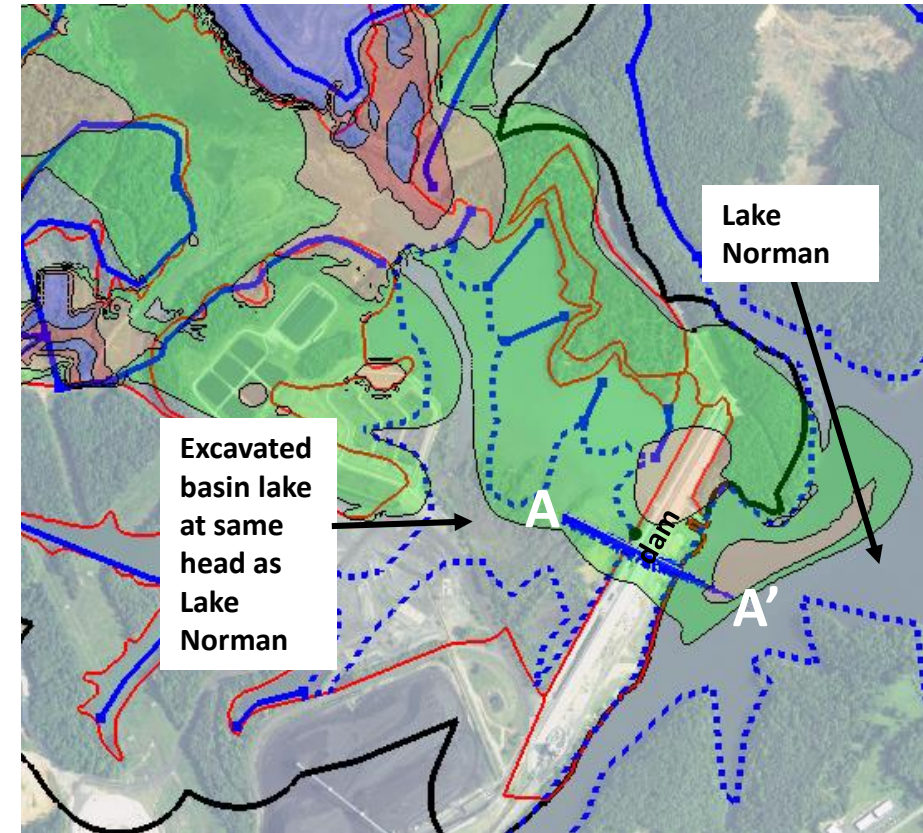 Lake
Norman
Excavated
basin lake
at same
head as
Lake
Norman
A
dam
A'